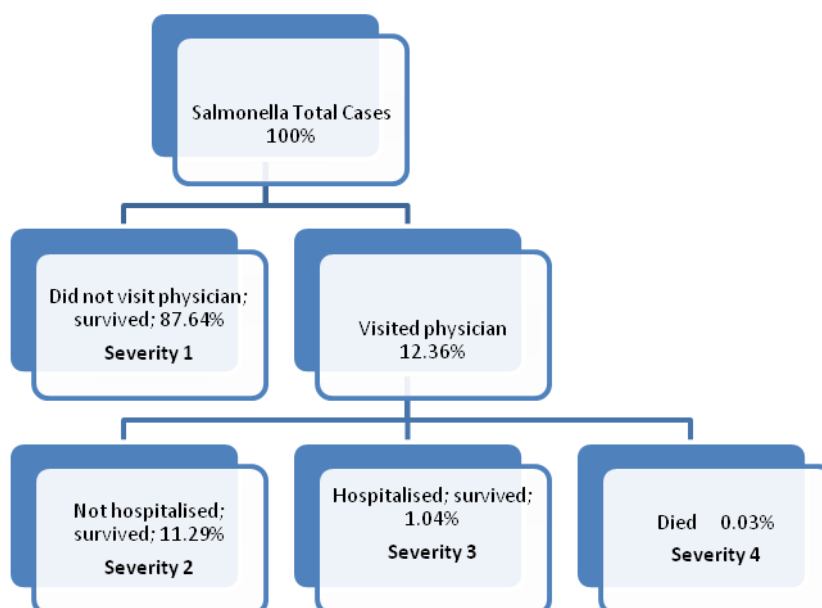 Salmonella Total Cases
100%
Did not visit physician;
survived; 87.64%
Severity 1
Visited physician
12.36%
Not hospitalised;
survived; 11.29%
Severity 2
Hospitalised; survived;
1.04%
Severity 3
Died 0.03%
Severity 4